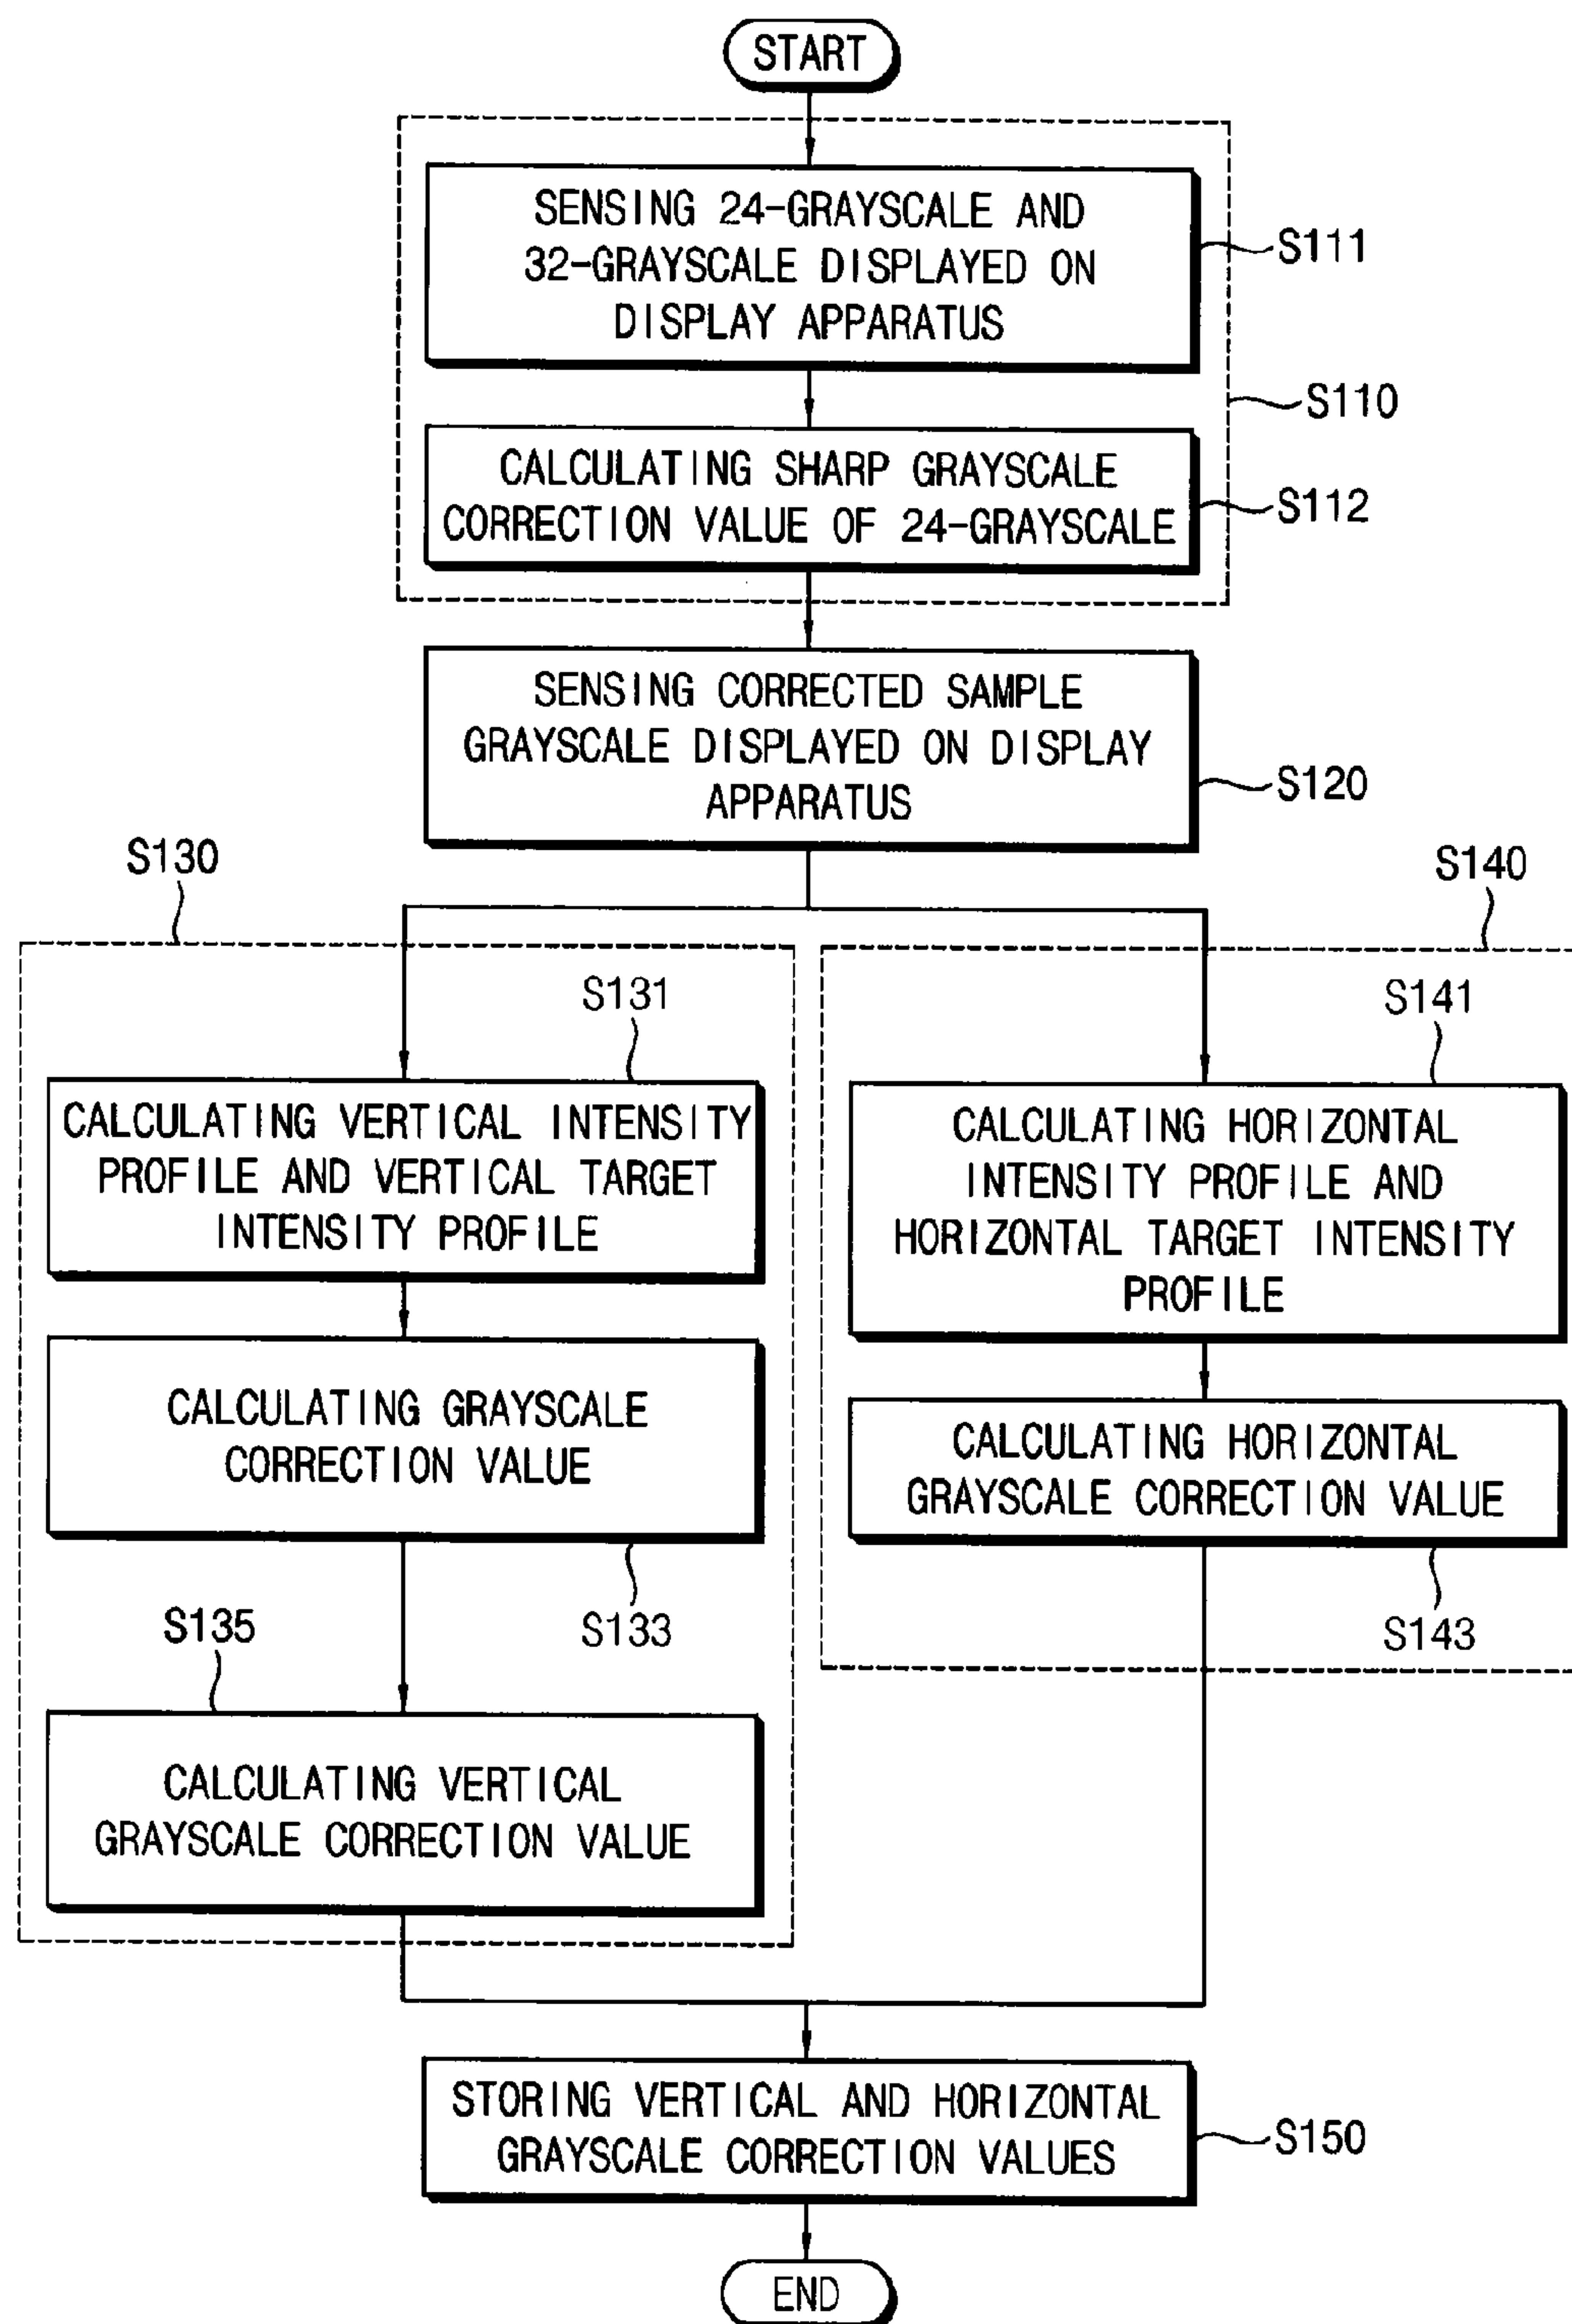 START
SENSING 24-GRAYSCALE AND
32-GRAYSCALE DISPLAYED ON
DISPLAY APPARATUS
S111
S110
CALCULATING SHARP GRAYSCALE
CORRECTION VALUE OF 24-GRAYSCALE
S112
SENSING CORRECTED SAMPLE
GRAYSCALE DISPLAYED ON DISPLAY
APPARATUS
S120
S130
S140
S131
CALCULATING VERTICAL INTENSITY
PROFILE AND VERTICAL TARGET
INTENSITY PROFILE
CALCULATING GRAYSCALE
CORRECTION VALUE
S133
S135
CALCULATING VERTICAL
GRAYSCALE CORRECTION VALUE
S141
CALCULATING HORIZONTAL
INTENSITY PROFILE AND
HORIZONTAL TARGET INTENSITY
PROFILE
CALCULATING HORIZONTAL
GRAYSCALE CORRECTION VALUE
S143
STORING VERTICAL AND HORIZONTAL
GRAYSCALE CORRECTION VALUES
S150
END